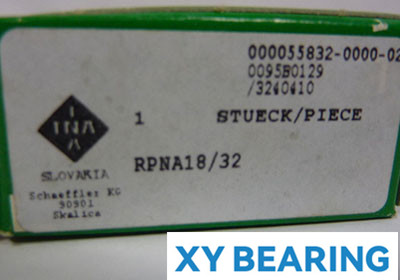 000055832-0000-02
0095B0129
/3240410
1 STUECK/PIECE
I
INA
A
SLOVAKIA
RPNA18/32
Schaeffler KG
90901
Skalica
XY BEARING